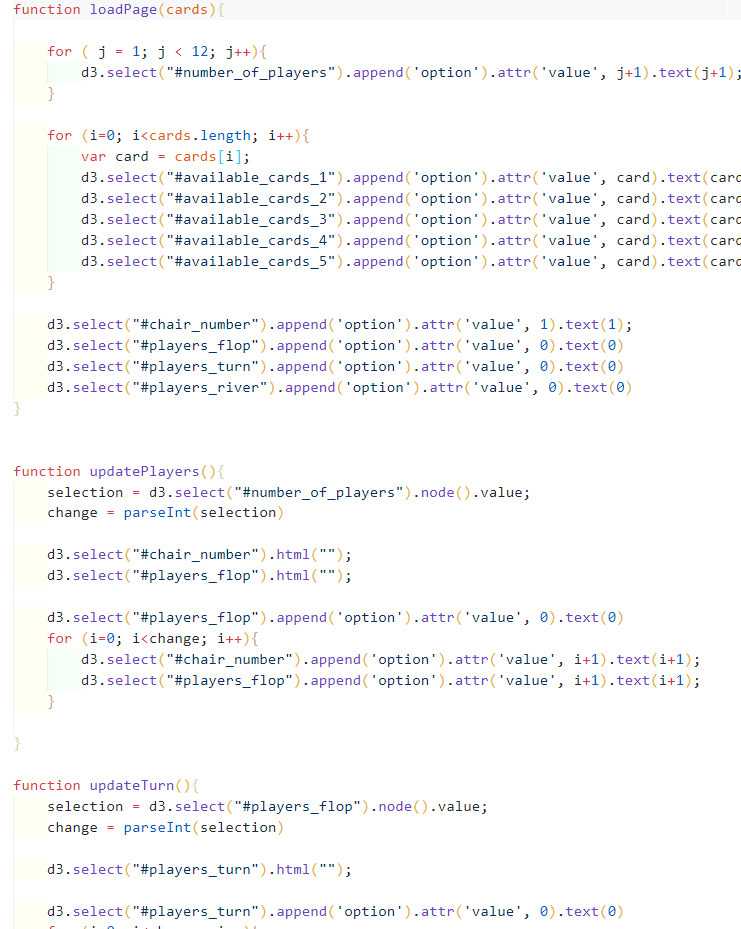 function loadPage(cards){
for ( j = 1; j < 12; j++){
d3.select("#number_of_players").append('option').attr('value', j+1).text(j+1);
}
for (i=0; i<cards.length; i++){
var card = cards[i];
d3.select("#available_cards_1").append('option').attr('value', card).text(card
d3.select("#available_cards_2").append('option').attr('value', card).text(card
d3.select("#available_cards_3").append('option').attr('value', card).text(card
d3.select("#available_cards_4").append('option').attr('value', card).text(card
d3.select("#available_cards_5").append('option').attr('value', card).text(card
}
d3.select("#chair_number").append('option').attr('value', 1).text(1);
d3.select("#players_flop").append('option').attr('value', 0).text(0)
d3.select("#players_turn").append('option').attr('value', 0).text(0)
d3.select("#players_river").append('option').attr('value', 0).text(0)
}
function updatePlayers(){
selection = d3.select("#number_of_players").node().value;
change = parseInt(selection)
d3.select("#chair_number").html("");
d3.select("#players_flop").html("");
d3.select("#players_flop").append('option').attr('value', 0).text(0)
for (i=0; i<change; i++){
d3.select("#chair_number").append('option').attr('value', i+1).text(i+1);
d3.select("#players_flop").append('option').attr('value', i+1).text(i+1);
}
}
function updateTurn(){
selection = d3.select("#players_flop").node().value;
change = parseInt(selection)
d3.select("#players_turn").html("");
d3.select("#players_turn").append('option').attr('value', 0).text(0)